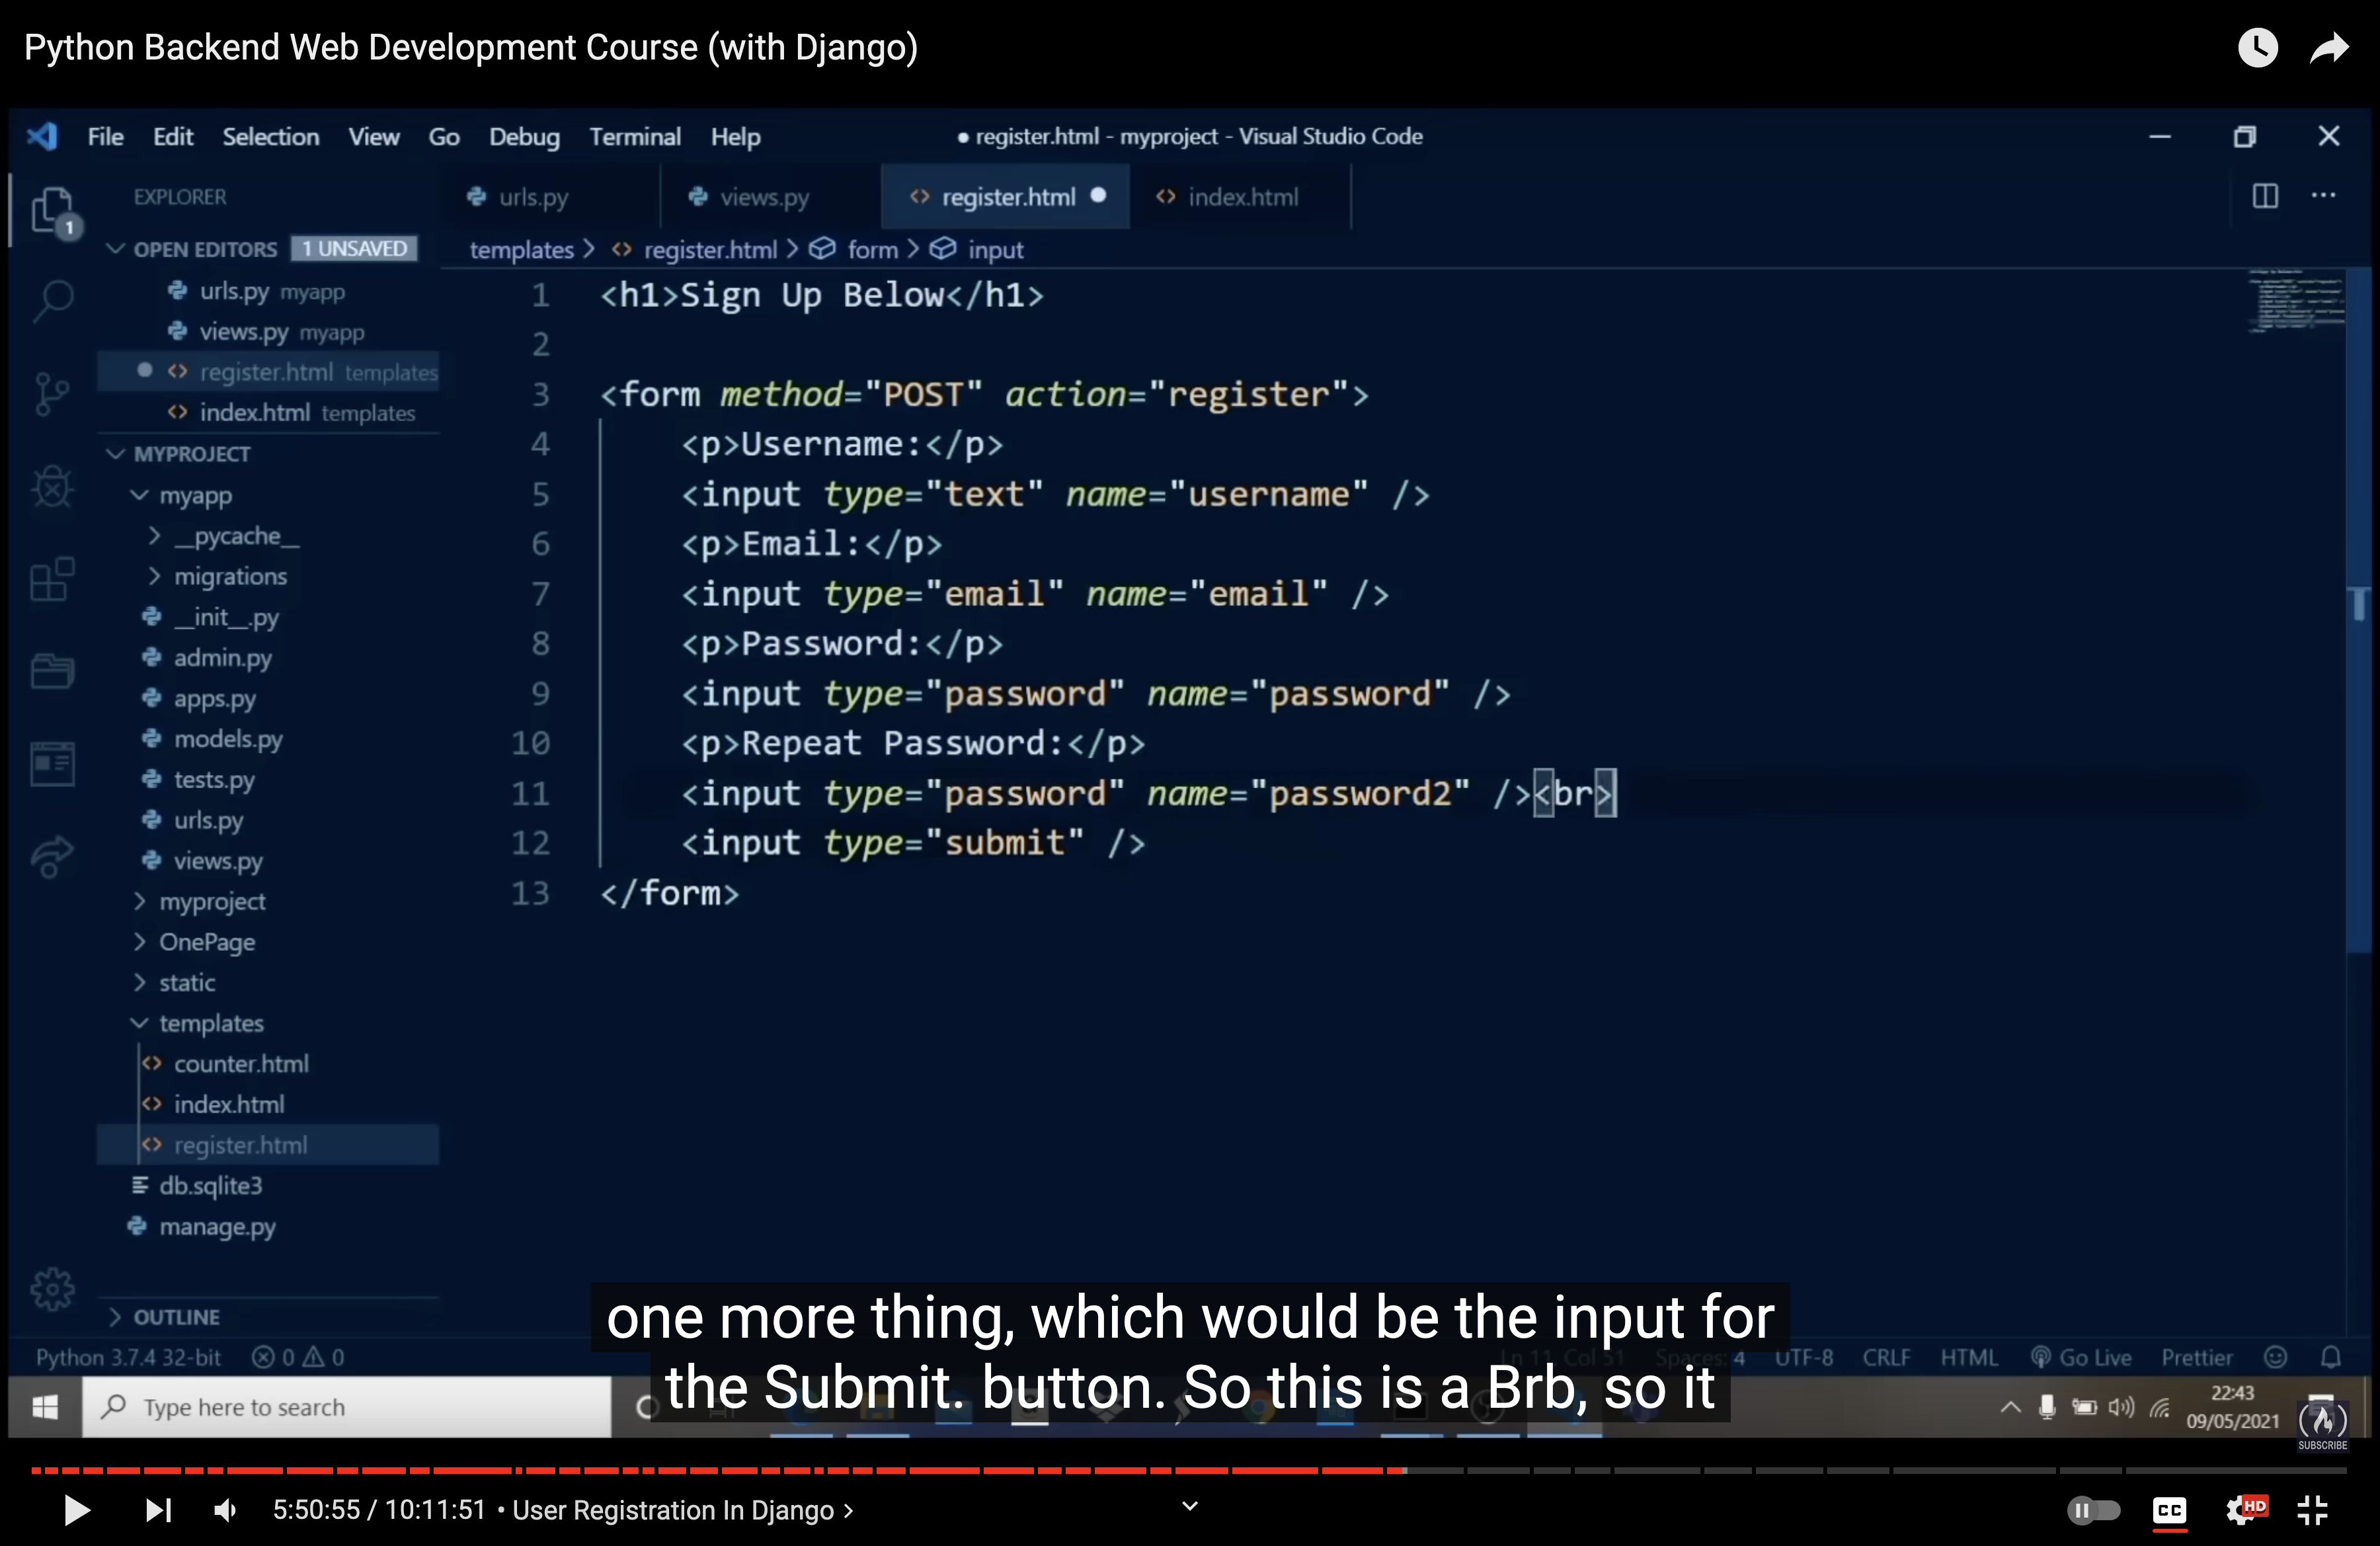 Python Backend Web Development Course (with Django)
File Edit Selection View Go Debug Terminal Help
● register.html - myproject - Visual Studio Code
EXPLORER
urls.py views.py register.html index.html
OPEN EDITORS 1 UNSAVED
templates > register.html > form > input
urls.py myapp
views.py myapp
register.html templates
index.html templates
MYPROJECT
myapp
__pycache__
migrations
__init__.py
admin.py
apps.py
models.py
tests.py
urls.py
views.py
myproject
OnePage
static
templates
counter.html
index.html
register.html
db.sqlite3
manage.py
OUTLINE
1 <h1>Sign Up Below</h1>
2
3 <form method="POST" action="register">
4 <p>Username:</p>
5 <input type="text" name="username" />
6 <p>Email:</p>
7 <input type="email" name="email" />
8 <p>Password:</p>
9 <input type="password" name="password" />
10 <p>Repeat Password:</p>
11 <input type="password" name="password2" /><br>
12 <input type="submit" />
13 </form>
one more thing, which would be the input for
the Submit. button. So this is a Brb, so it
Python 3.7.4 32-bit 0 0
Ln 11, Col 51 Spaces: 4 UTF-8 CRLF HTML Go Live Prettier
Type here to search
22:43
09/05/2021
SUBSCRIBE
5:50:55 / 10:11:51 • User Registration In Django >
CC HD